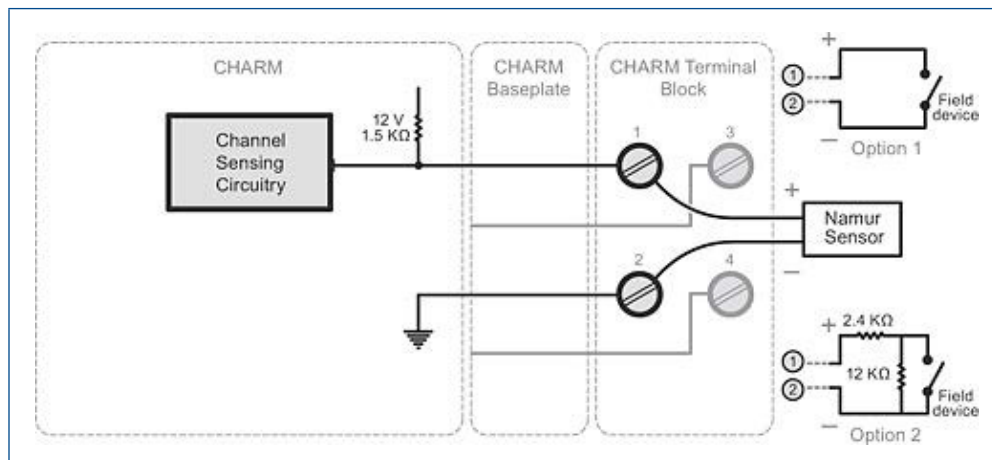 CHARM
CHARM
Baseplate
CHARM Terminal
Block
12 V
1.5 KΩ
Channel
Sensing
Circuitry
1
3
2
4
+
Namur
Sensor
−
+
1
2
−
Field
device
Option 1
+
2.4 KΩ
1
12 KΩ
2
−
Field
device
Option 2